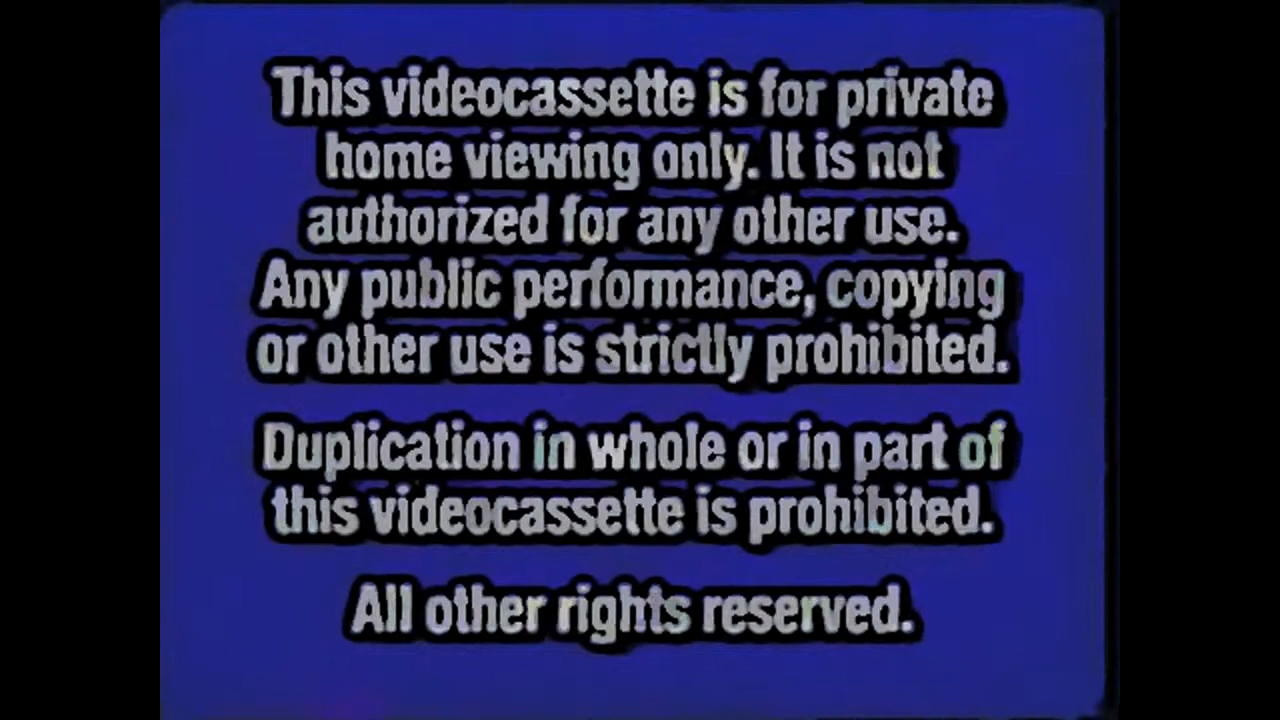 This videocassette is for private
home viewing only. It is not
authorized for any other use.
Any public performance, copying
or other use is strictly prohibited.
Duplication in whole or in part of
this videocassette is prohibited.
All other rights reserved.